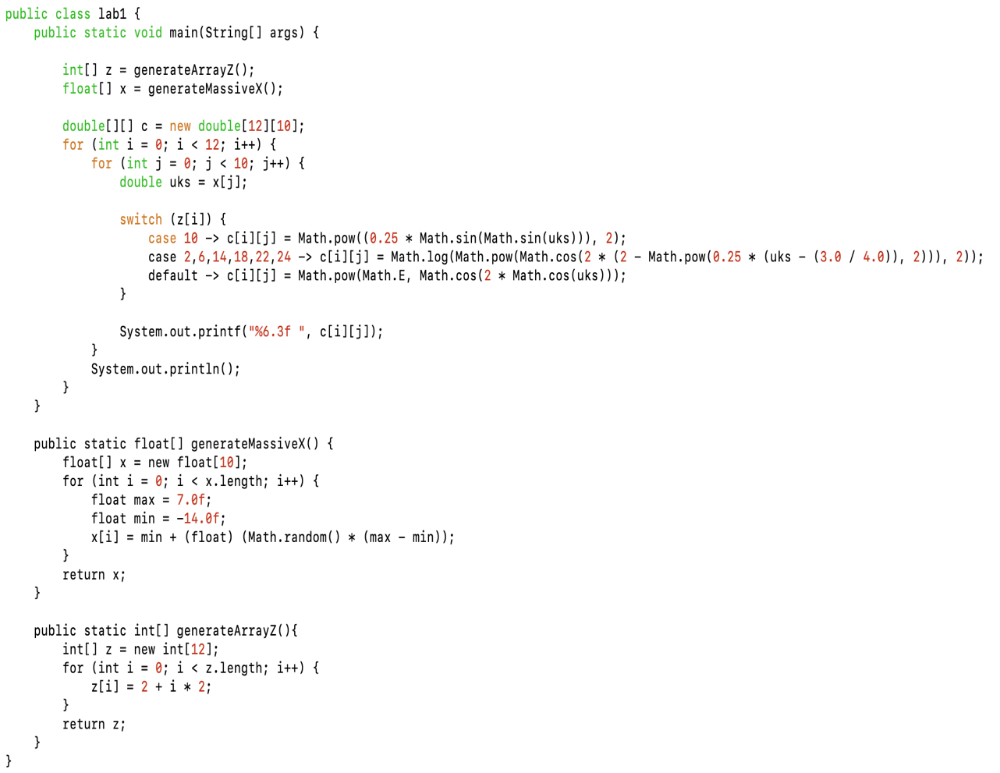 public class lab1 {
    public static void main(String[] args) {

        int[] z = generateArrayZ();
        float[] x = generateMassiveX();

        double[][] c = new double[12][10];
        for (int i = 0; i < 12; i++) {
            for (int j = 0; j < 10; j++) {
                double uks = x[j];

                switch (z[i]) {
                    case 10 -> c[i][j] = Math.pow((0.25 * Math.sin(Math.sin(uks))), 2);
                    case 2,6,14,18,22,24 -> c[i][j] = Math.log(Math.pow(Math.cos(2 * (2 - Math.pow(0.25 * (uks - (3.0 / 4.0)), 2))), 2));
                    default -> c[i][j] = Math.pow(Math.E, Math.cos(2 * Math.cos(uks)));
                }

                System.out.printf("%6.3f ", c[i][j]);
            }
            System.out.println();
        }
    }

    public static float[] generateMassiveX() {
        float[] x = new float[10];
        for (int i = 0; i < x.length; i++) {
            float max = 7.0f;
            float min = -14.0f;
            x[i] = min + (float) (Math.random() * (max - min));
        }
        return x;
    }

    public static int[] generateArrayZ(){
        int[] z = new int[12];
        for (int i = 0; i < z.length; i++) {
            z[i] = 2 + i * 2;
        }
        return z;
    }
}